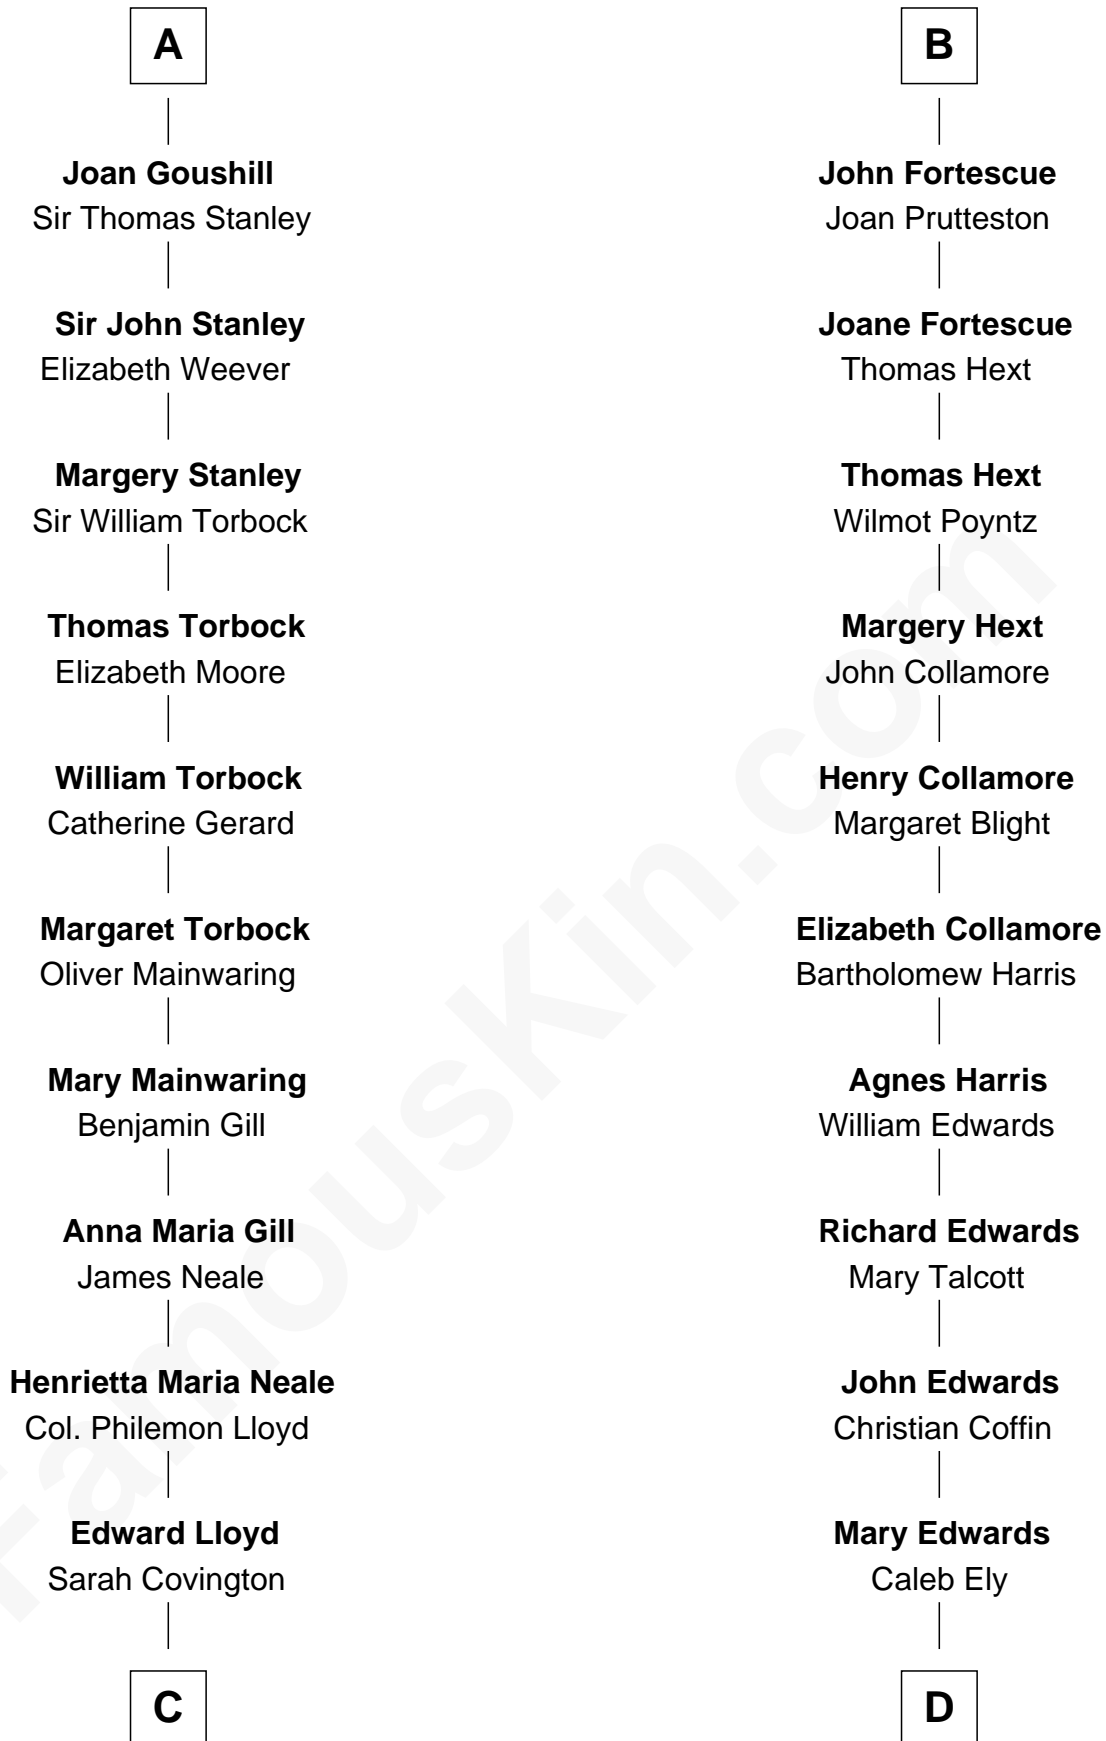 A
Joan Goushill
Sir Thomas Stanley
Sir John Stanley
Elizabeth Weever
Margery Stanley
Sir William Torbock
Thomas Torbock
Elizabeth Moore
William Torbock
Catherine Gerard
Margaret Torbock
Oliver Mainwaring
Mary Mainwaring
Benjamin Gill
Anna Maria Gill
James Neale
Henrietta Maria Neale
Col. Philemon Lloyd
Edward Lloyd
Sarah Covington
C
B
John Fortescue
Joan Prutteston
Joane Fortescue
Thomas Hext
Thomas Hext
Wilmot Poyntz
Margery Hext
John Collamore
Henry Collamore
Margaret Blight
Elizabeth Collamore
Bartholomew Harris
Agnes Harris
William Edwards
Richard Edwards
Mary Talcott
John Edwards
Christian Coffin
Mary Edwards
Caleb Ely
D
FamousKin.com